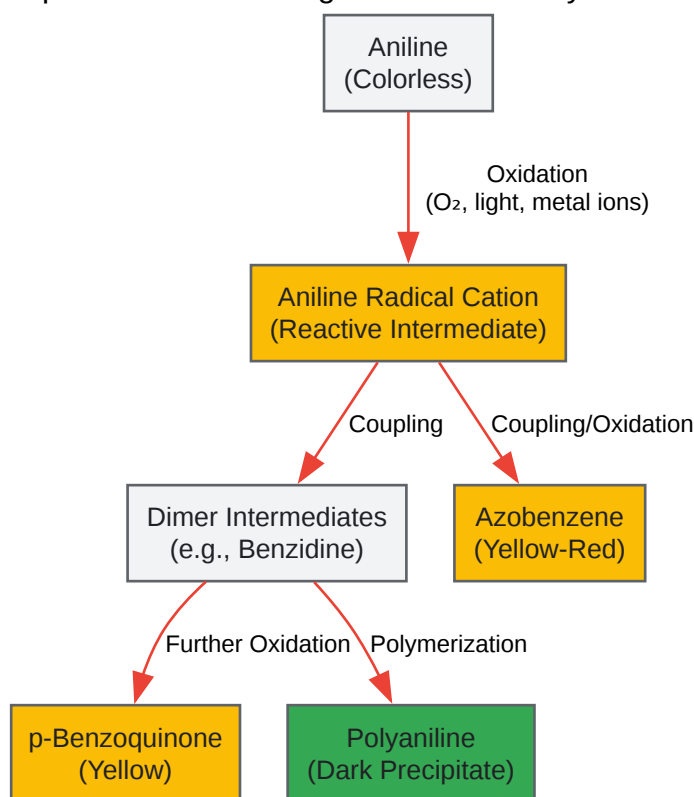 Aniline
(Colorless)
Oxidation
(O₂, light, metal ions)
Aniline Radical Cation
(Reactive Intermediate)
Coupling
Coupling/Oxidation
Dimer Intermediates
(e.g., Benzidine)
Azobenzene
(Yellow-Red)
Further Oxidation
Polymerization
p-Benzoquinone
(Yellow)
Polyaniline
(Dark Precipitate)